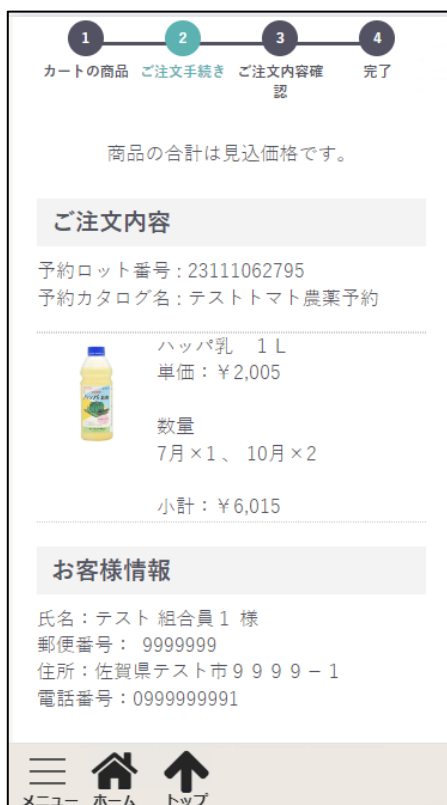 1 2 3 4
カートの商品 ご注文手続き ご注文内容確認 完了
商品の合計は見込価格です。
ご注文内容
予約ロット番号 : 23111062795
予約カタログ名 : テストトマト農薬予約
ハッパ乳 1L
単価：￥2,005
数量
7月×1、 10月×2
小計：￥6,015
お客様情報
氏名：テスト 組合員1 様
郵便番号： 9999999
住所：佐賀県テスト市９９９９－１
電話番号：0999999991
メニュー ホーム トップ